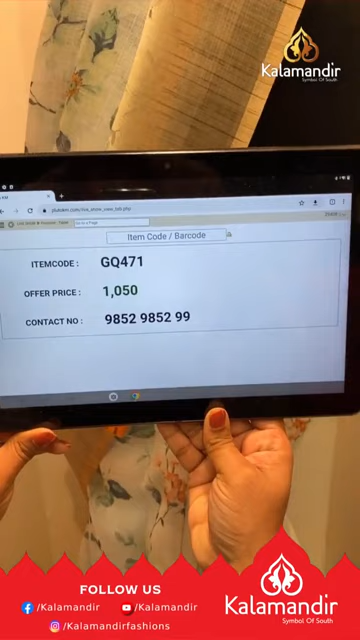 Kalamandir
Symbol Of South
Item Code / Barcode
ITEMCODE : GQ471
OFFER PRICE : 1,050
CONTACT NO : 9852 9852 99
FOLLOW US
/Kalamandir /Kalamandir
/Kalamandirfashions
Kalamandir
Symbol Of South